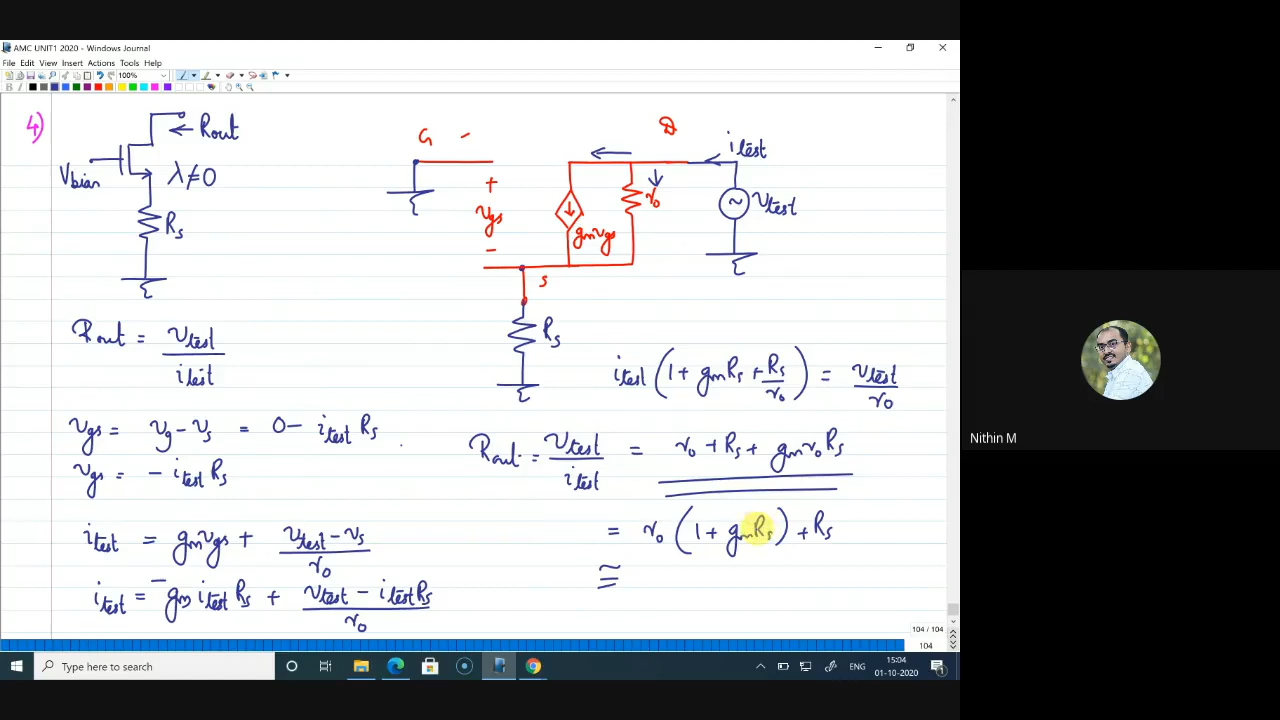 AMC UNIT1 2020 - Windows Journal
File Edit View Insert Actions Tools Help
100%
B I
4)
Rout
Vbias
λ≠0
Rs
G -
D
itest
+
vgs
-
gmvgs
ro
vtest
s
Rs
Rout = vtest / itest
vgs = vg - vs = 0 - itest Rs
vgs = - itest Rs
itest = gmvgs + (vtest - vs) / ro
itest = -gm itest Rs + (vtest - itest Rs) / ro
itest (1 + gmRs + Rs/ro) = vtest / ro
Rout = vtest / itest = ro + Rs + gmroRs
= ro (1 + gmRs) + Rs
≅
Nithin M
104 / 104
104
Type here to search
ENG
15:04
01-10-2020
1